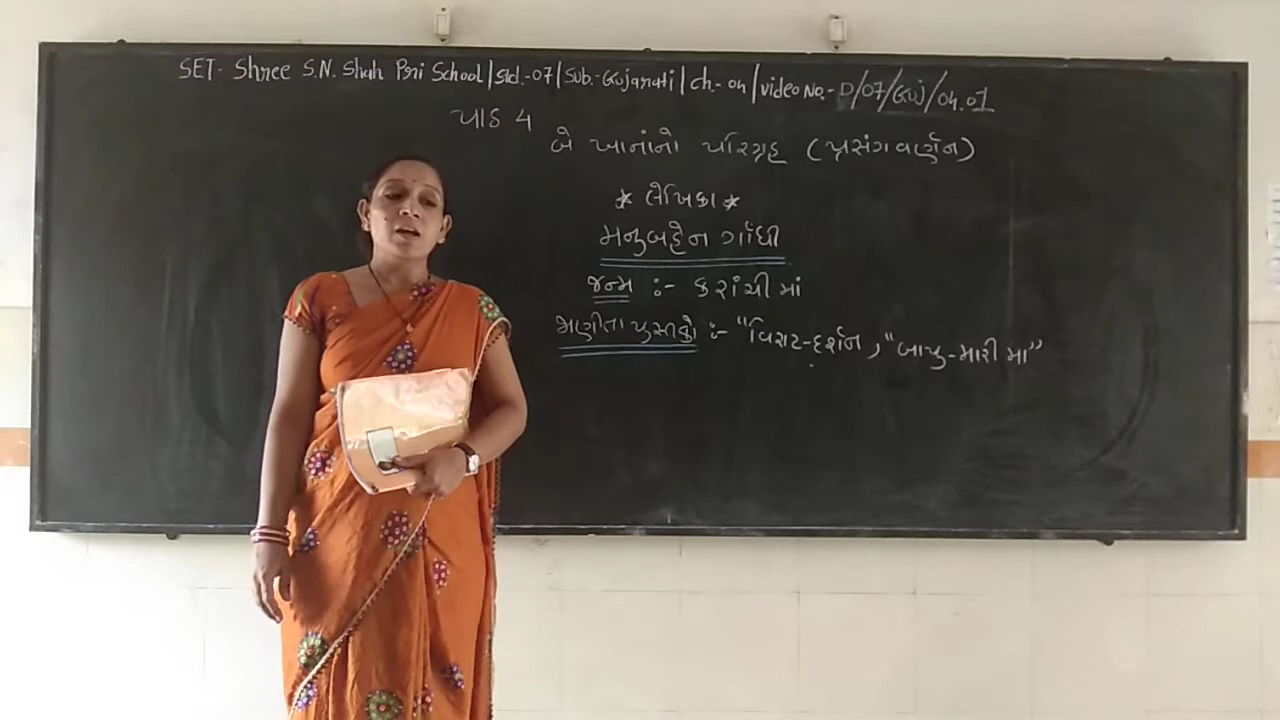 SET- Shree S.N. Shah Pri School/Std.-07/Sub.-Gujarati/ch.-04/video No.-D/07/Guj/04.01
પાઠ 4
બે આનાંનો પરિગ્રહ (પ્રસંગવર્ણન)
* લેખિકા *
મનુબહેન ગાંધી
જન્મ :- કરાંચી માં
જાણીતા પુસ્તકો :- "વિરાટ-દર્શન, "બાપુ-મારી મા"